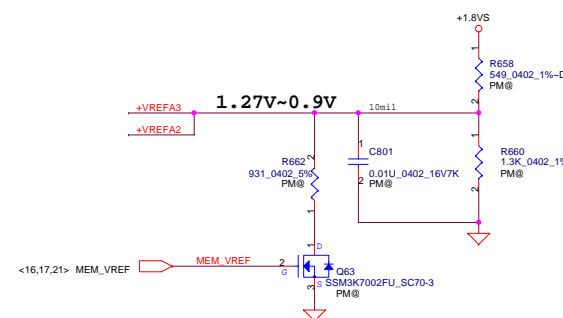 +1.8VS
1
R658
549_0402_1%~D
PM@
2
+VREFA3
1.27V~0.9V
10mil
+VREFA2
1
C801
0.01U_0402_16V7K
PM@
2
1
R660
1.3K_0402_1%
PM@
2
2
R662
931_0402_5%
PM@
1
1
D
<16,17,21> MEM_VREF
MEM_VREF
2
G
Q63
SSM3K7002FU_SC70-3
PM@
S
3